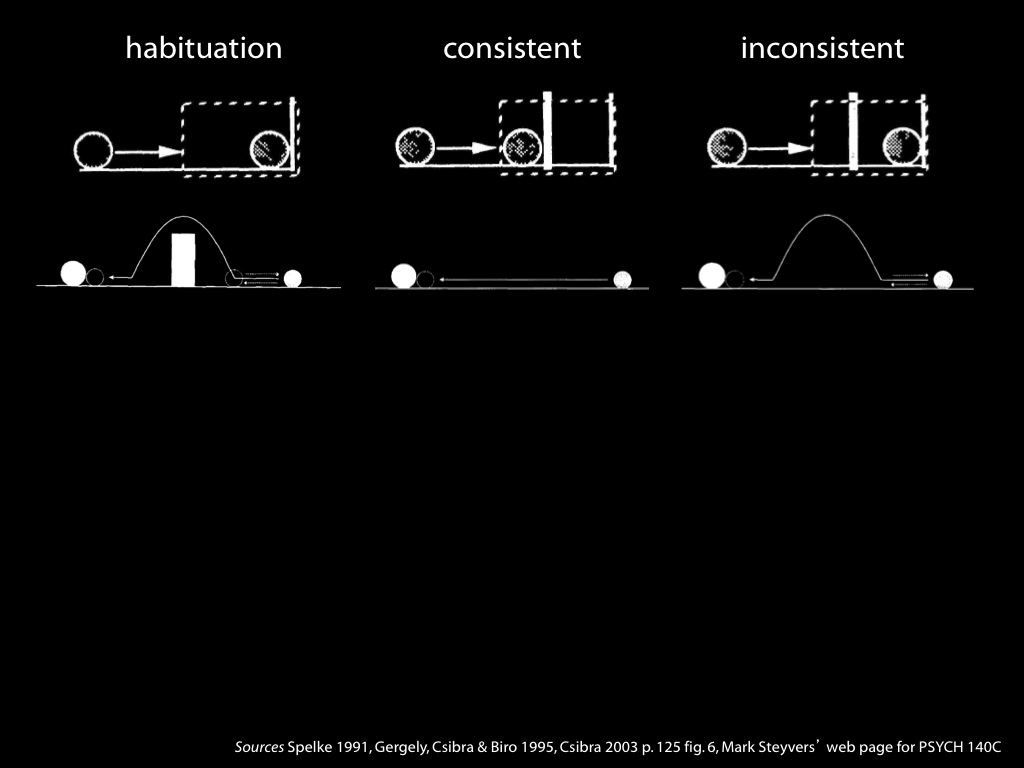 habituation
consistent
inconsistent
Sources Spelke 1991, Gergely, Csibra & Biro 1995, Csibra 2003 p. 125 fig. 6, Mark Steyvers’ web page for PSYCH 140C